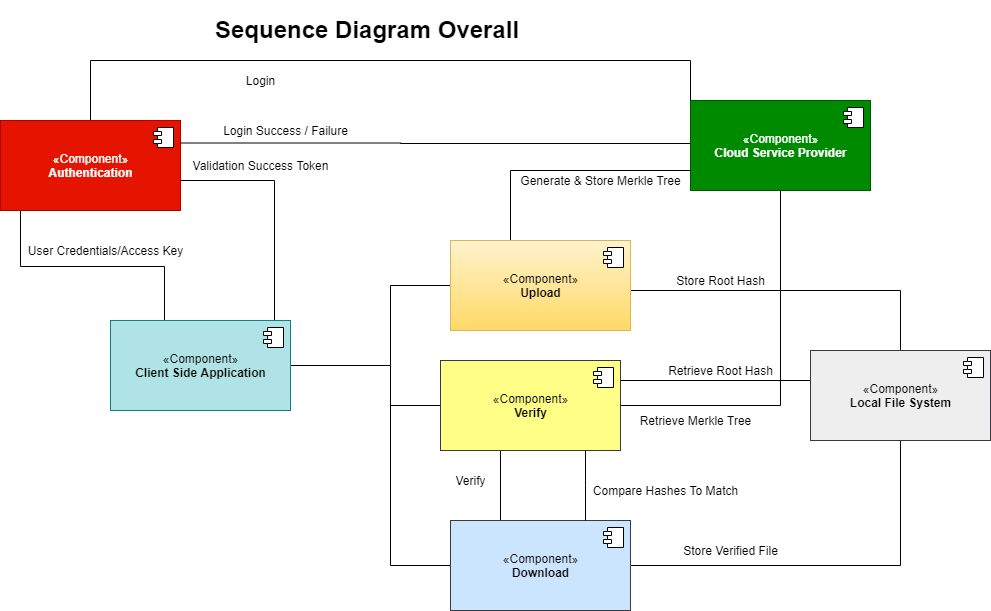 Sequence Diagram Overall
Login
Login Success / Failure
«Component»
Cloud Service Provider
«Component»
Authentication
Validation Success Token
Generate & Store Merkle Tree
User Credentials/Access Key
«Component»
Upload
Store Root Hash
«Component»
Client Side Application
Retrieve Root Hash
«Component»
Local File System
«Component»
Verify
Retrieve Merkle Tree
Verify
Compare Hashes To Match
Store Verified File
«Component»
Download